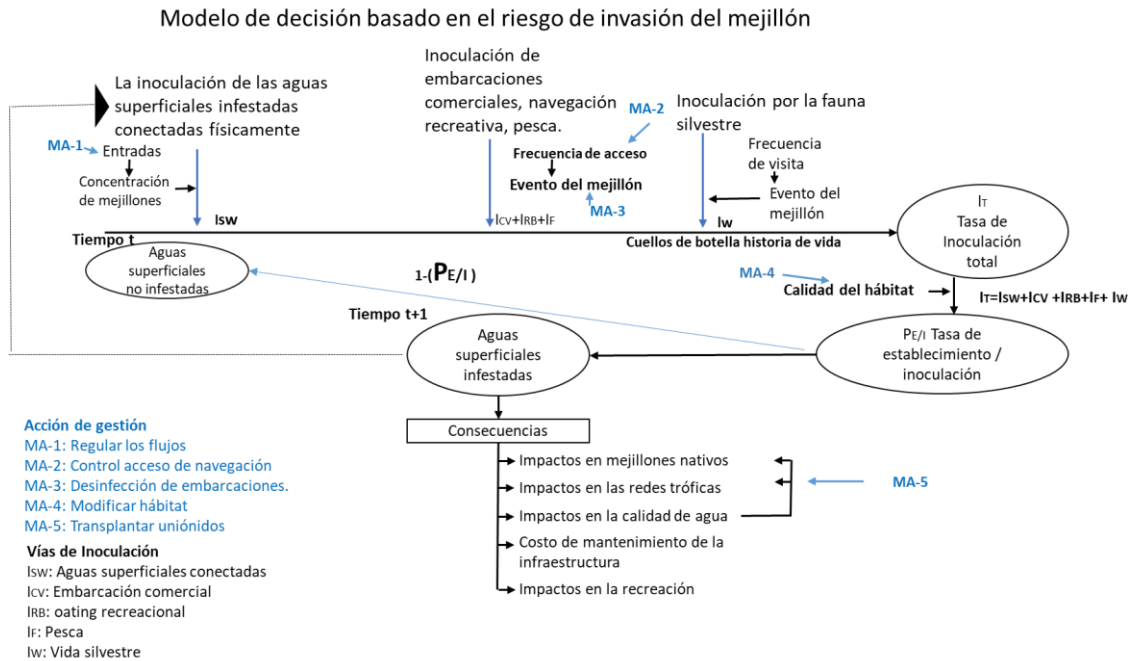 Modelo de decisión basado en el riesgo de invasión del mejillón
La inoculación de las aguas
superficiales infestadas
conectadas físicamente
MA-1
Entradas
Concentración
de mejillones
Isw
Inoculación de
embarcaciones
comerciales, navegación
recreativa, pesca.
MA-2
Frecuencia de acceso
Evento del mejillón
MA-3
ICV+IRB+IF
Inoculación por la fauna
silvestre
Frecuencia
de visita
Evento del
mejillón
Iw
Tiempo t
Cuellos de botella historia de vida
IT
Tasa de
Inoculación
total
Aguas
superficiales
no infestadas
1-(PE/I )
MA-4
Calidad del hábitat
IT=ISW+ICV +IRB+IF+ IW
Tiempo t+1
Aguas
superficiales
infestadas
PE/I Tasa de
establecimiento /
inoculación
Consecuencias
Impactos en mejillones nativos
Impactos en las redes tróficas
Impactos en la calidad de agua
Costo de mantenimiento de la
infraestructura
Impactos en la recreación
MA-5
Acción de gestión
MA-1: Regular los flujos
MA-2: Control acceso de navegación
MA-3: Desinfección de embarcaciones.
MA-4: Modificar hábitat
MA-5: Transplantar uniónidos
Vías de Inoculación
Isw: Aguas superficiales conectadas
ICV: Embarcación comercial
IRB: oating recreacional
IF: Pesca
Iw: Vida silvestre